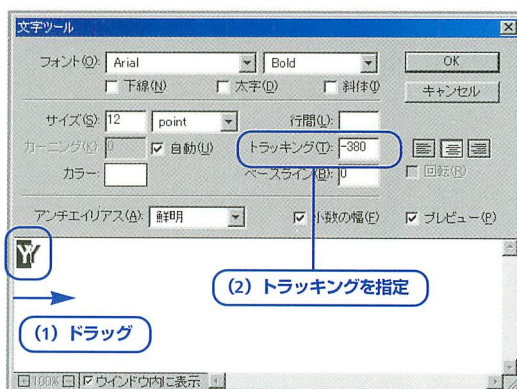 文字ツール
フォント(O): Arial Bold OK
下線(N) 太字(D) 斜体(I) キャンセル
サイズ(S): 12 point 行間(L):
カーニング(K) 0 自動(U) トラッキング(T): -380
カラー: ベースライン(B): 0 回転(R)
アンチエイリアス(A): 鮮明 小数の幅(F) プレビュー(P)
(2) トラッキングを指定
(1) ドラッグ
100% ウインドウ内に表示